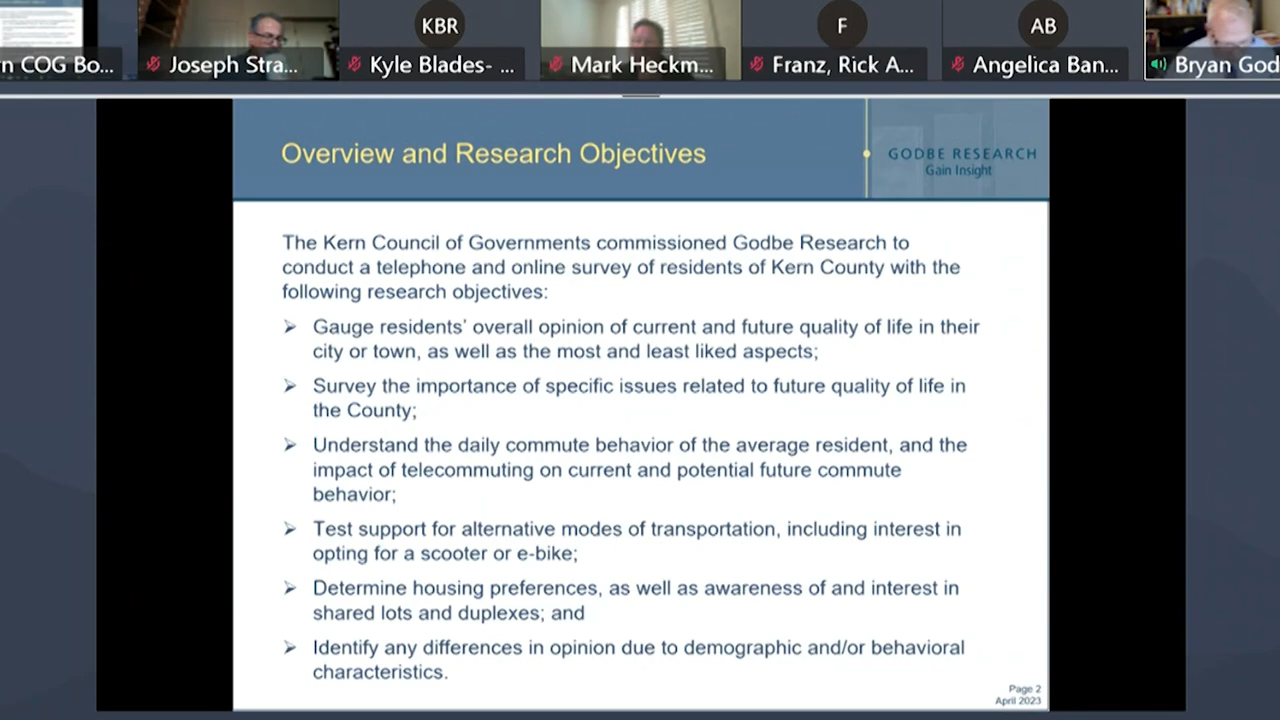 KBR
F
AB
n COG Bo...
Joseph Stra...
Kyle Blades- ...
Mark Heckm...
Franz, Rick A...
Angelica Ban...
Bryan God
Overview and Research Objectives
GODBE RESEARCH
Gain Insight
The Kern Council of Governments commissioned Godbe Research to
conduct a telephone and online survey of residents of Kern County with the
following research objectives:
➢ Gauge residents' overall opinion of current and future quality of life in their
city or town, as well as the most and least liked aspects;
➢ Survey the importance of specific issues related to future quality of life in
the County;
➢ Understand the daily commute behavior of the average resident, and the
impact of telecommuting on current and potential future commute
behavior;
➢ Test support for alternative modes of transportation, including interest in
opting for a scooter or e-bike;
➢ Determine housing preferences, as well as awareness of and interest in
shared lots and duplexes; and
➢ Identify any differences in opinion due to demographic and/or behavioral
characteristics.
Page 2
April 2023